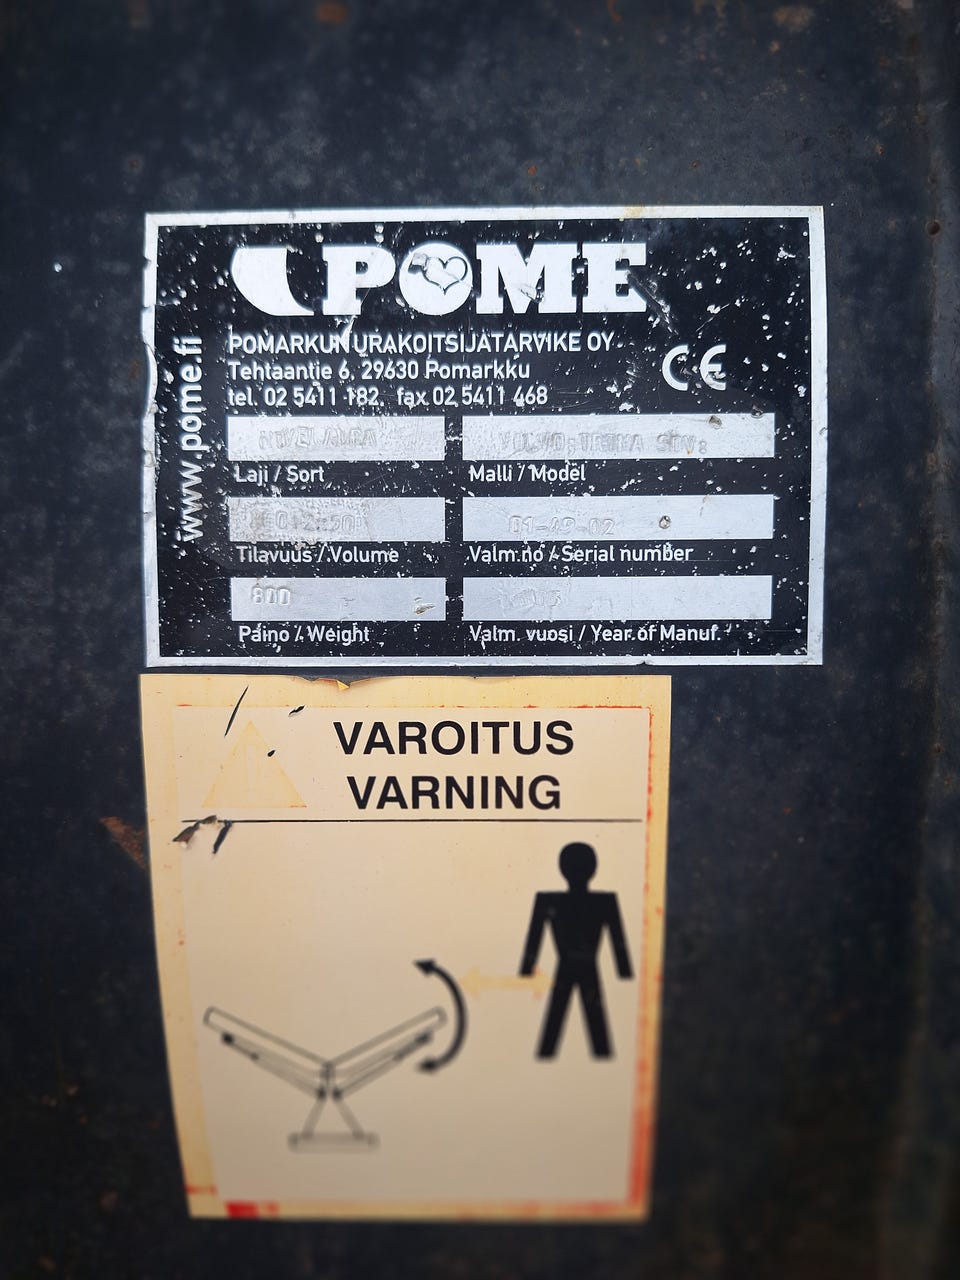 POME
www.pome.fi
POMARKUN URAKOITSIJATARVIKE OY
Tehtaantie 6, 29630 Pomarkku
tel. 02 5411 182, fax 02 5411 468
CE
Laji / Sort
Malli / Model
01-49-02
Tilavuus / Volume
Valm.no / Serial number
800
Paino / Weight
Valm. vuosi / Year of Manuf.
VAROITUS
VARNING